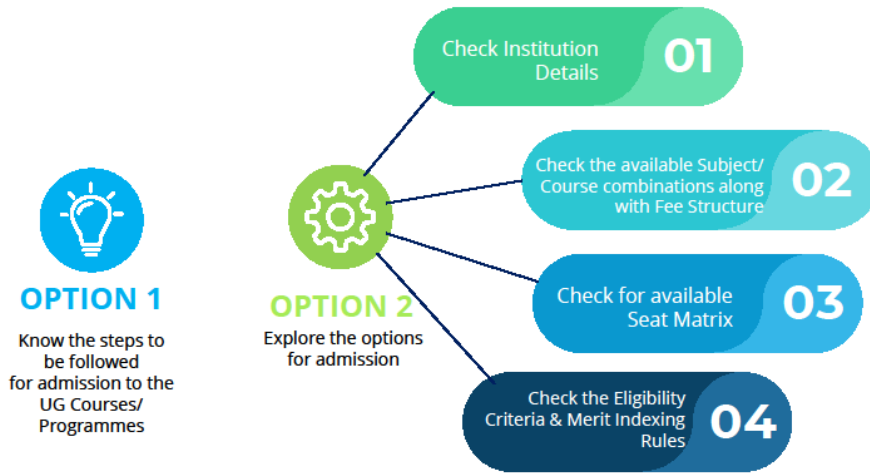 OPTION 1
Know the steps to
be followed
for admission to the
UG Courses/
Programmes
OPTION 2
Explore the options
for admission
Check Institution
Details
01
Check the available Subject/
Course combinations along
with Fee Structure
02
Check for available
Seat Matrix
03
Check the Eligibility
Criteria & Merit Indexing
Rules
04